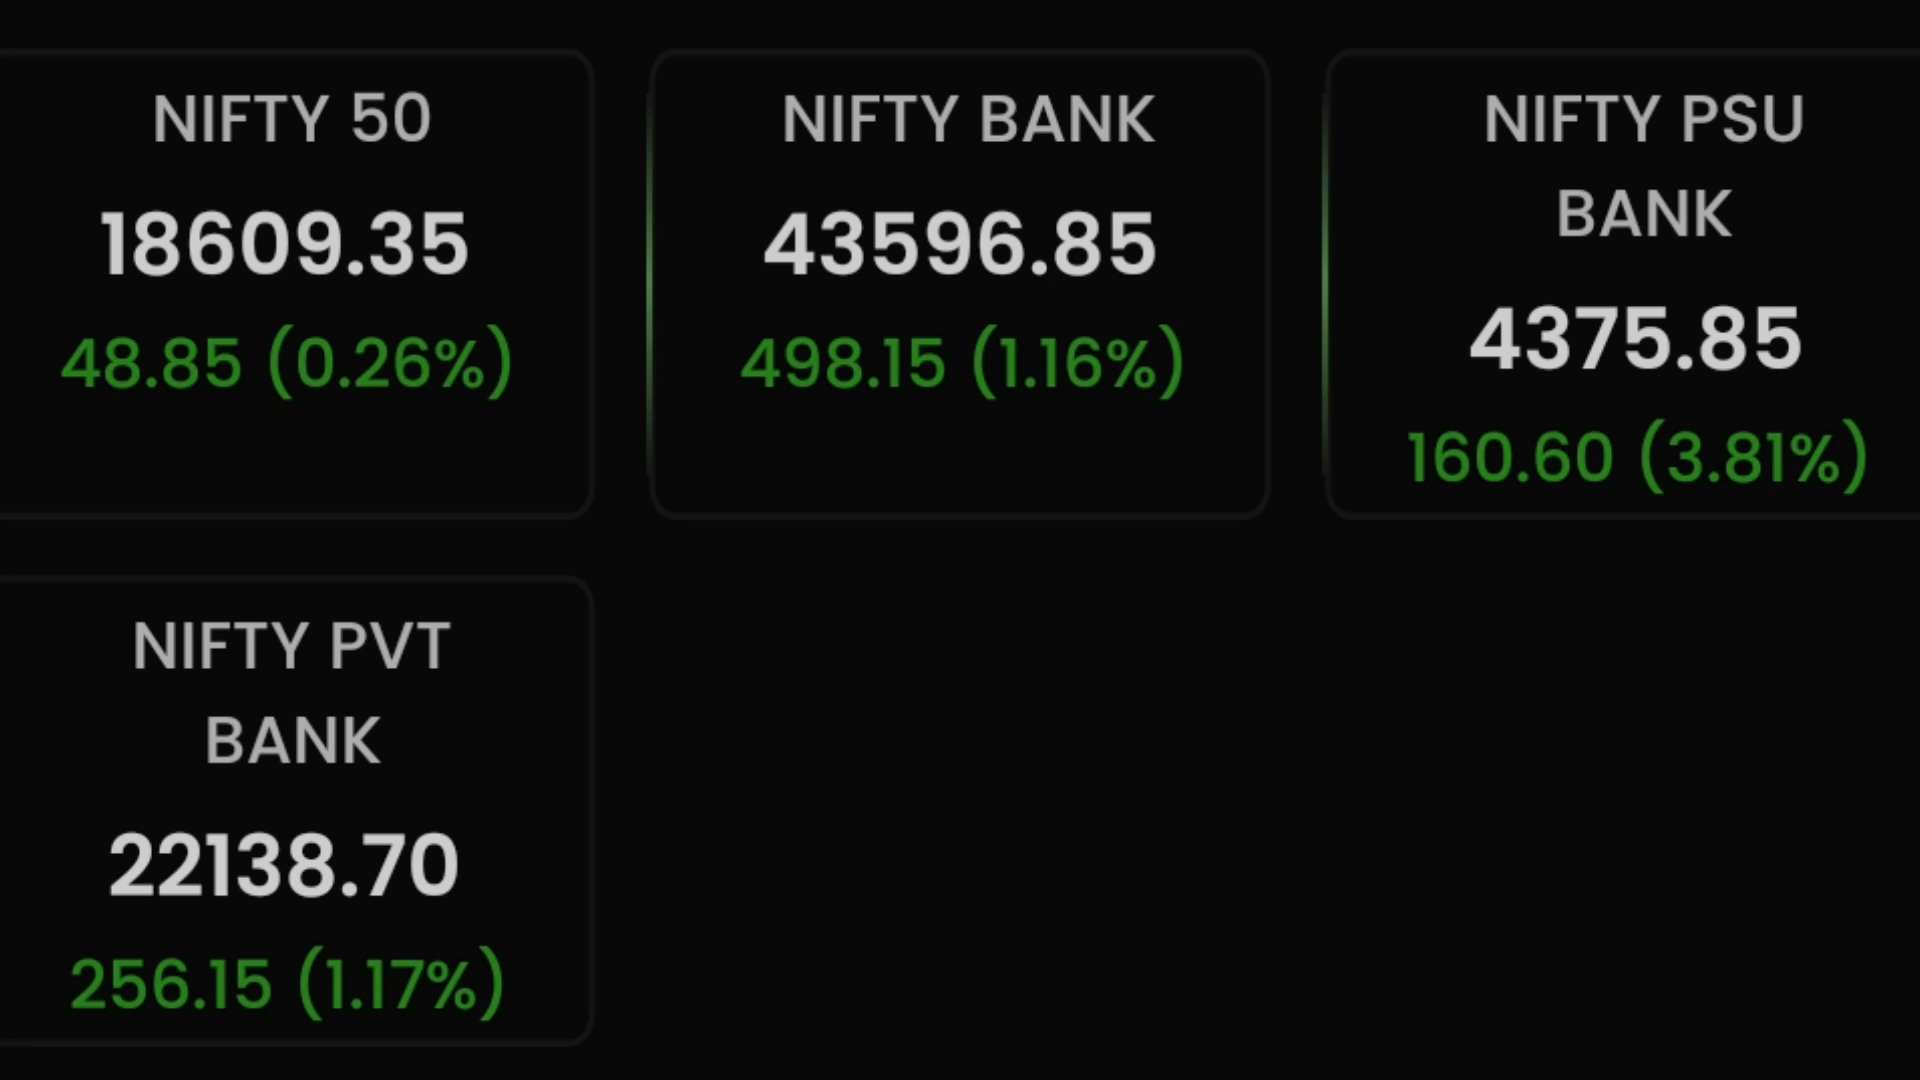 NIFTY 50
18609.35
48.85 (0.26%)
NIFTY BANK
43596.85
498.15 (1.16%)
NIFTY PSU
BANK
4375.85
160.60 (3.81%)
NIFTY PVT
BANK
22138.70
256.15 (1.17%)